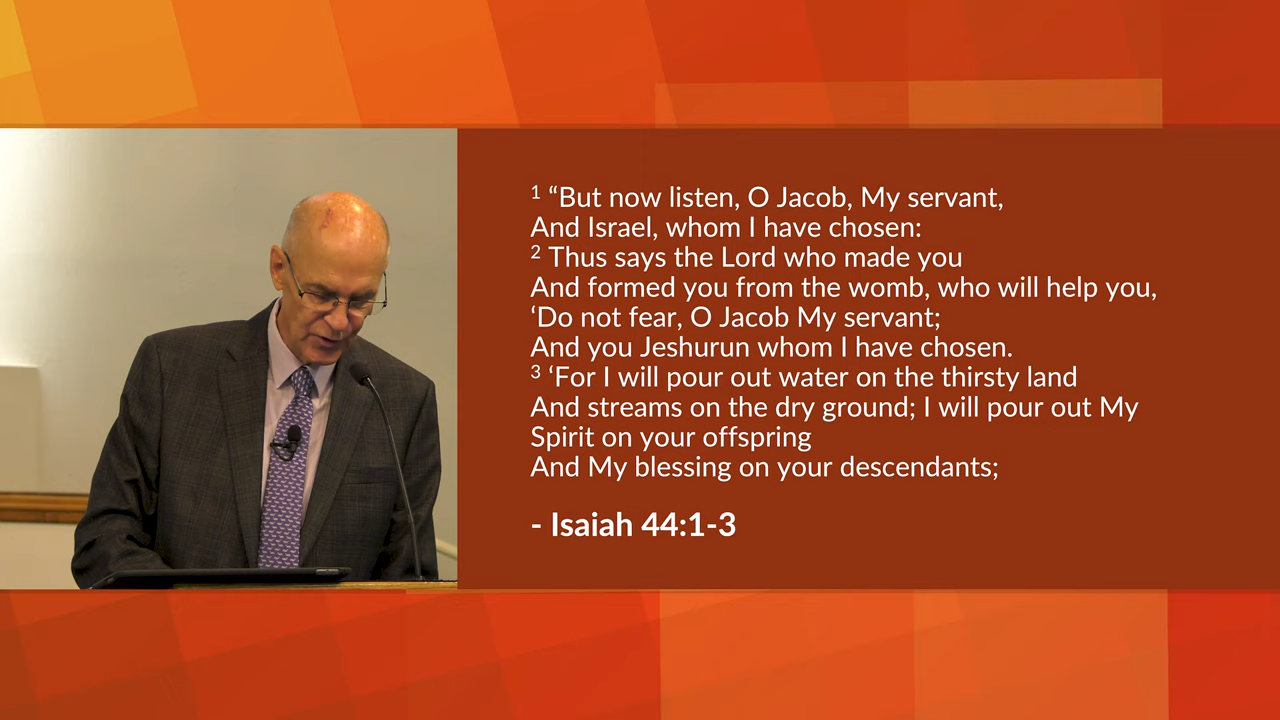 1 “But now listen, O Jacob, My servant,
And Israel, whom I have chosen:
2 Thus says the Lord who made you
And formed you from the womb, who will help you,
‘Do not fear, O Jacob My servant;
And you Jeshurun whom I have chosen.
3 ‘For I will pour out water on the thirsty land
And streams on the dry ground; I will pour out My
Spirit on your offspring
And My blessing on your descendants;
- Isaiah 44:1-3